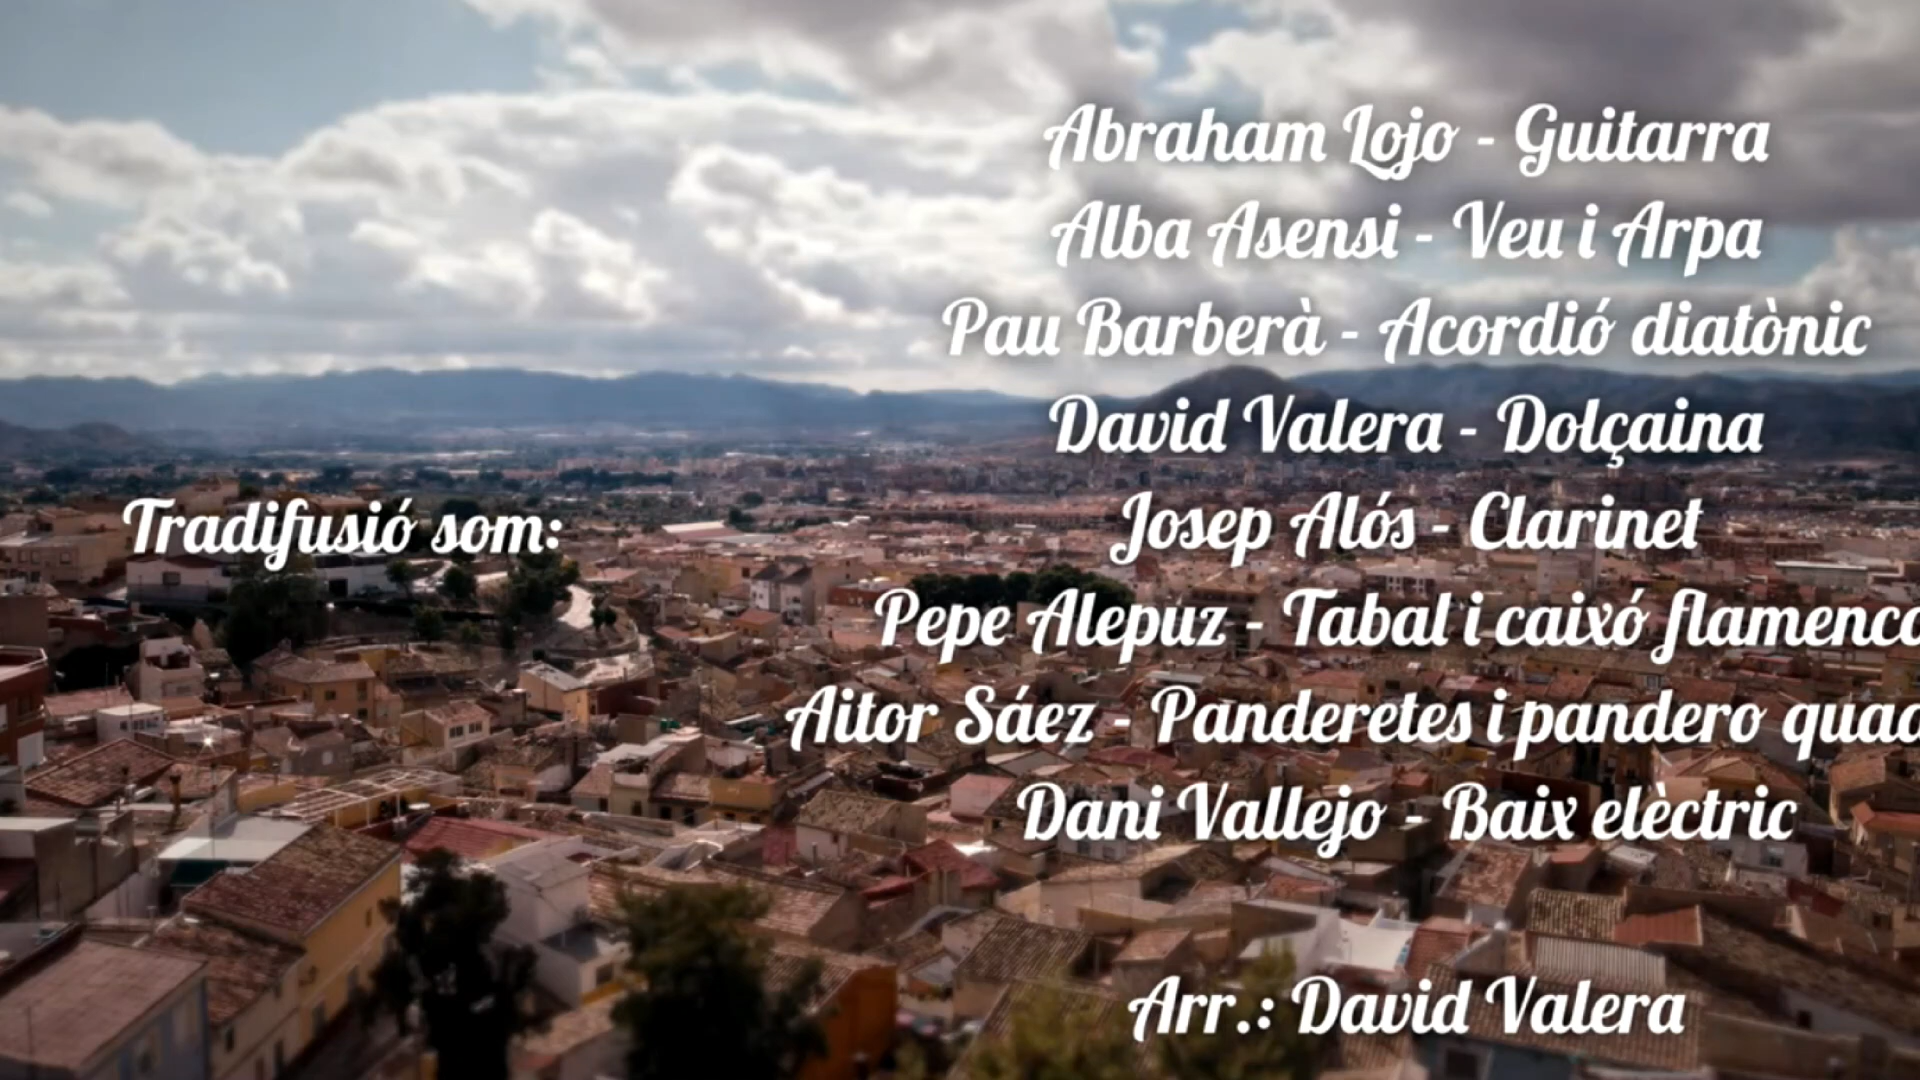 Tradifusió som:
Abraham Lojo - Guitarra
Alba Asensi - Veu i Arpa
Pau Barberà - Acordió diatònic
David Valera - Dolçaina
Josep Alós - Clarinet
Pepe Alepuz - Tabal i caixó flamenco
Aitor Sáez - Panderetes i pandero
Dani Vallejo - Baix elèctric
Arr.: David Valera